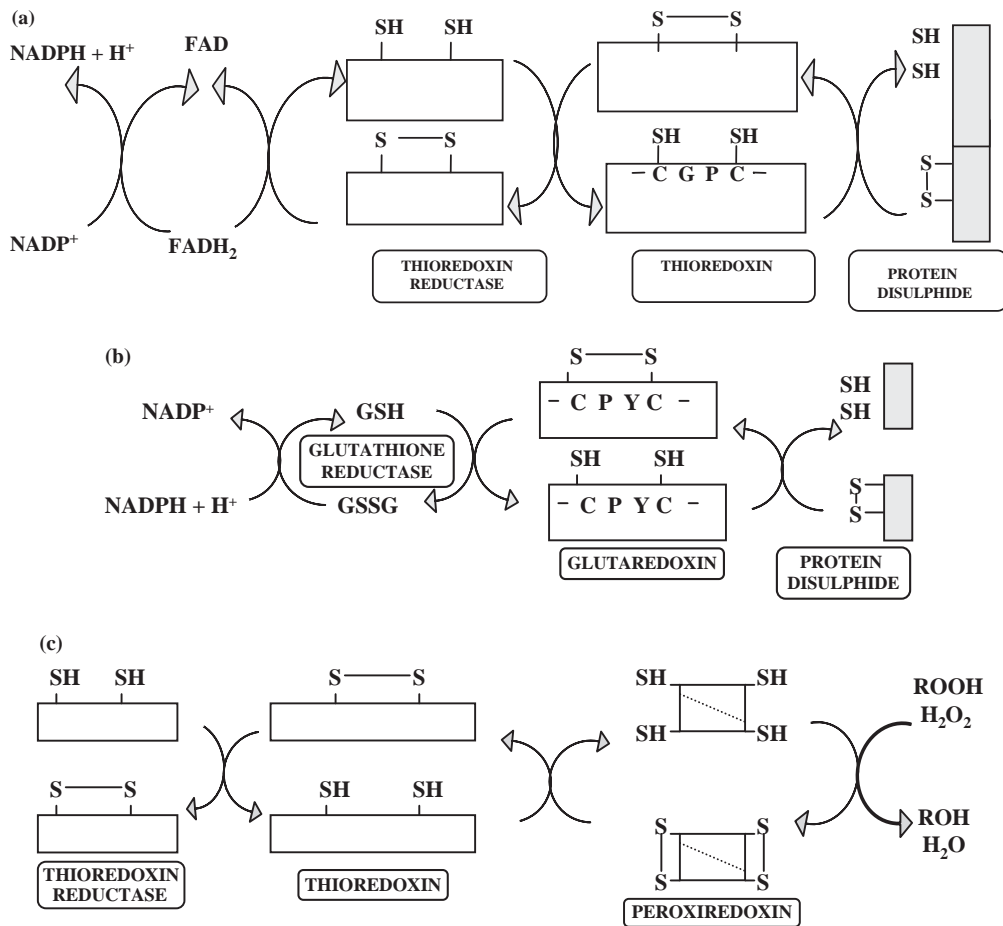 (a)
NADPH + H⁺
FAD
SH SH
S S
SH
SH
S S
SH SH
– C G P C –
S
S
NADP⁺
FADH₂
THIOREDOXIN
REDUCTASE
THIOREDOXIN
PROTEIN
DISULPHIDE
(b)
NADP⁺
GSH
S S
– C P Y C –
SH
SH
GLUTATHIONE
REDUCTASE
NADPH + H⁺
GSSG
SH SH
– C P Y C –
S
S
GLUTAREDOXIN
PROTEIN
DISULPHIDE
(c)
SH SH
S S
SH SH
SH SH
ROOH
H₂O₂
S S
SH SH
S S
S S
ROH
H₂O
THIOREDOXIN
REDUCTASE
THIOREDOXIN
PEROXIREDOXIN